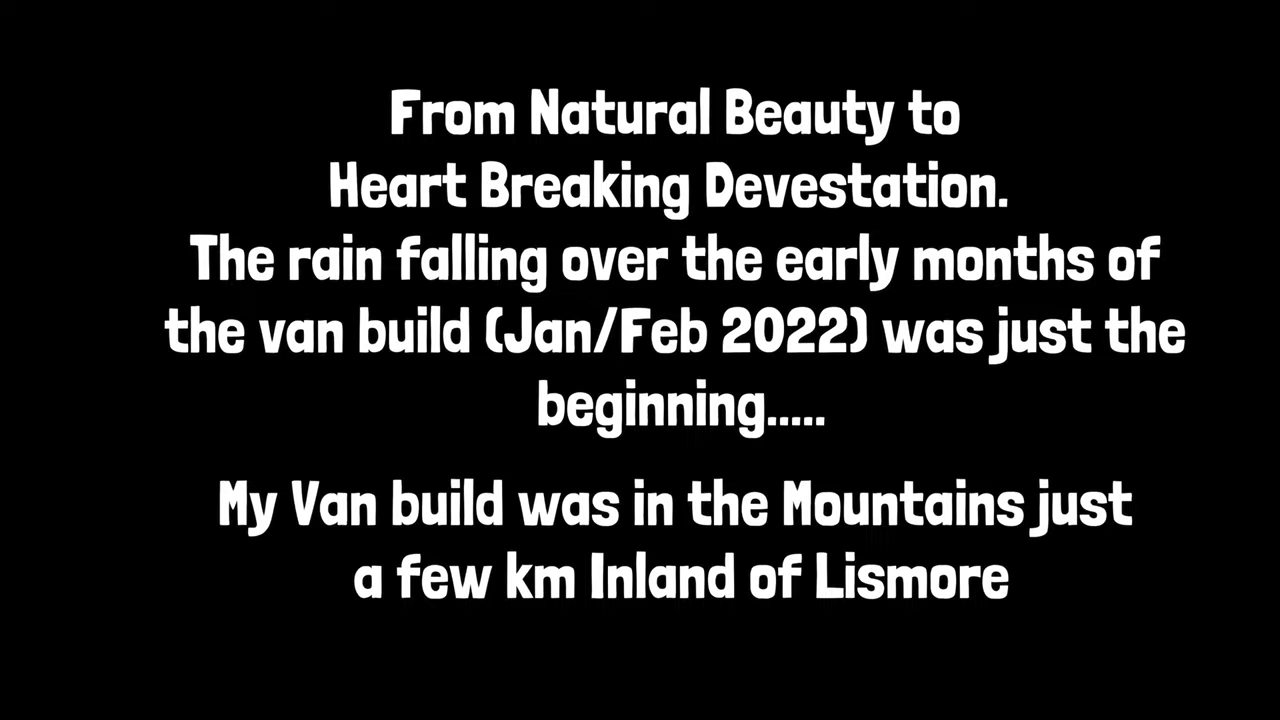 From Natural Beauty to
Heart Breaking Devestation.
The rain falling over the early months of
the van build (Jan/Feb 2022) was just the
beginning.....
My Van build was in the Mountains just
a few km Inland of Lismore